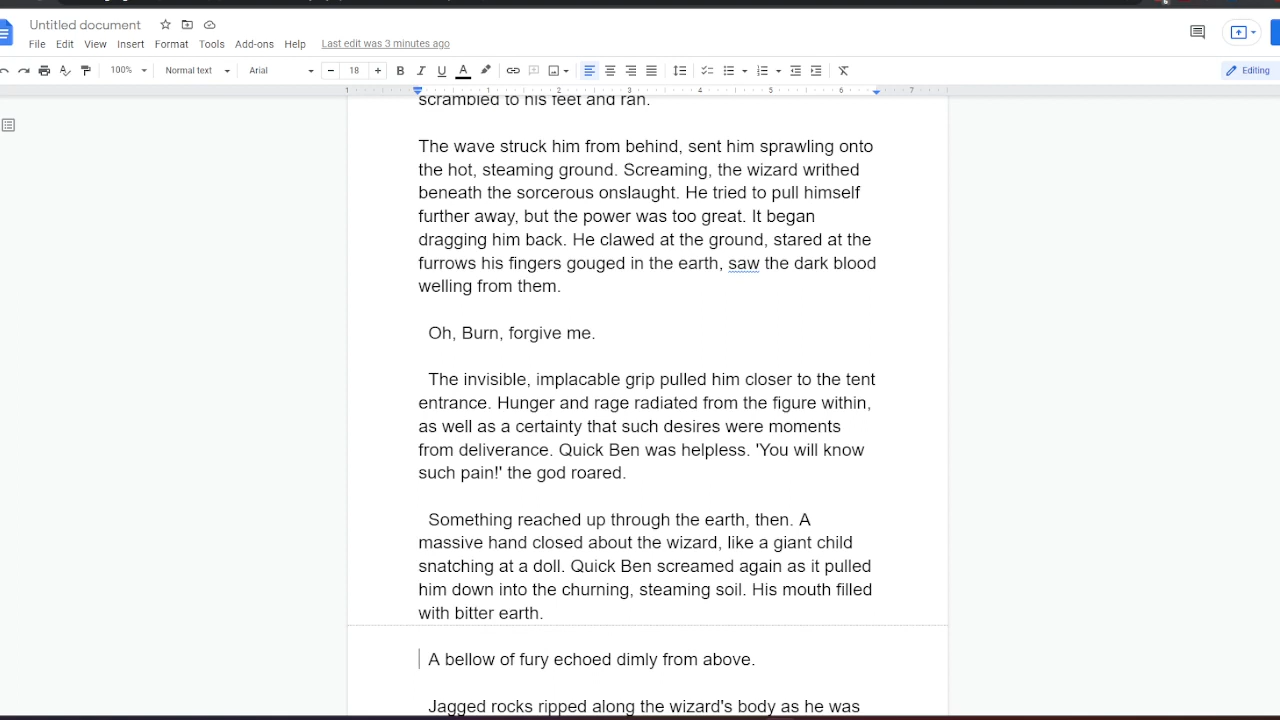 Untitled document
File Edit View Insert Format Tools Add-ons Help Last edit was 3 minutes ago
100% Normal text Arial − 18 + B I U A Editing
1 1 2 3 4 5 6 7
scrambled to his feet and ran.
The wave struck him from behind, sent him sprawling onto
the hot, steaming ground. Screaming, the wizard writhed
beneath the sorcerous onslaught. He tried to pull himself
further away, but the power was too great. It began
dragging him back. He clawed at the ground, stared at the
furrows his fingers gouged in the earth, saw the dark blood
welling from them.
Oh, Burn, forgive me.
The invisible, implacable grip pulled him closer to the tent
entrance. Hunger and rage radiated from the figure within,
as well as a certainty that such desires were moments
from deliverance. Quick Ben was helpless. 'You will know
such pain!' the god roared.
Something reached up through the earth, then. A
massive hand closed about the wizard, like a giant child
snatching at a doll. Quick Ben screamed again as it pulled
him down into the churning, steaming soil. His mouth filled
with bitter earth.
A bellow of fury echoed dimly from above.
Jagged rocks ripped along the wizard's body as he was